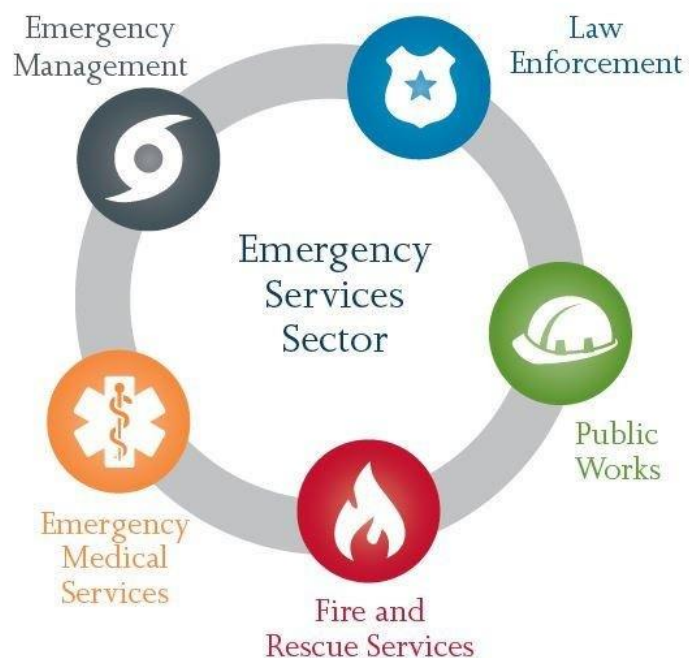 Emergency
Management
Law
Enforcement
Emergency
Services
Sector
Public
Works
Emergency
Medical
Services
Fire and
Rescue Services